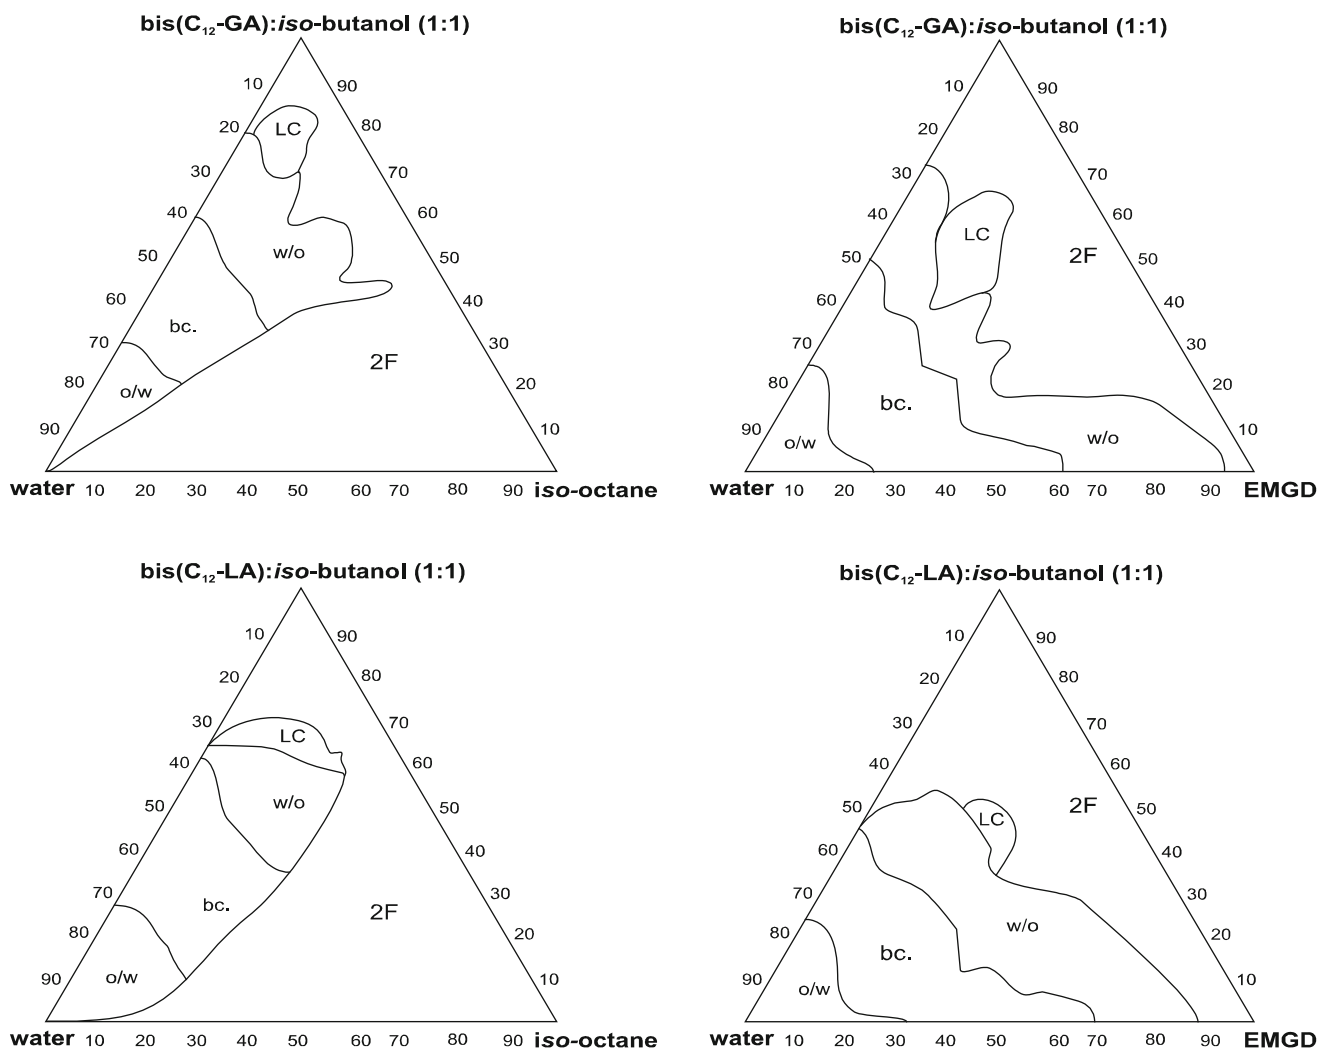 bis(C₁₂-GA):iso-butanol (1:1)
10 90
20 LC 80
30 70
40 60
50 w/o 50
60 bc. 40
70 2F 30
80 o/w 20
90 10
water 10 20 30 40 50 60 70 80 90 iso-octane
bis(C₁₂-GA):iso-butanol (1:1)
10 90
20 80
30 70
40 LC 60
50 2F 50
60 40
70 30
80 bc. 20
90 o/w w/o 10
water 10 20 30 40 50 60 70 80 90 EMGD
bis(C₁₂-LA):iso-butanol (1:1)
10 90
20 80
30 LC 70
40 60
50 w/o 50
60 40
70 bc. 2F 30
80 20
90 o/w 10
water 10 20 30 40 50 60 70 80 90 iso-octane
bis(C₁₂-LA):iso-butanol (1:1)
10 90
20 80
30 70
40 60
50 LC 2F 50
60 40
70 30
80 bc. w/o 20
90 o/w 10
water 10 20 30 40 50 60 70 80 90 EMGD